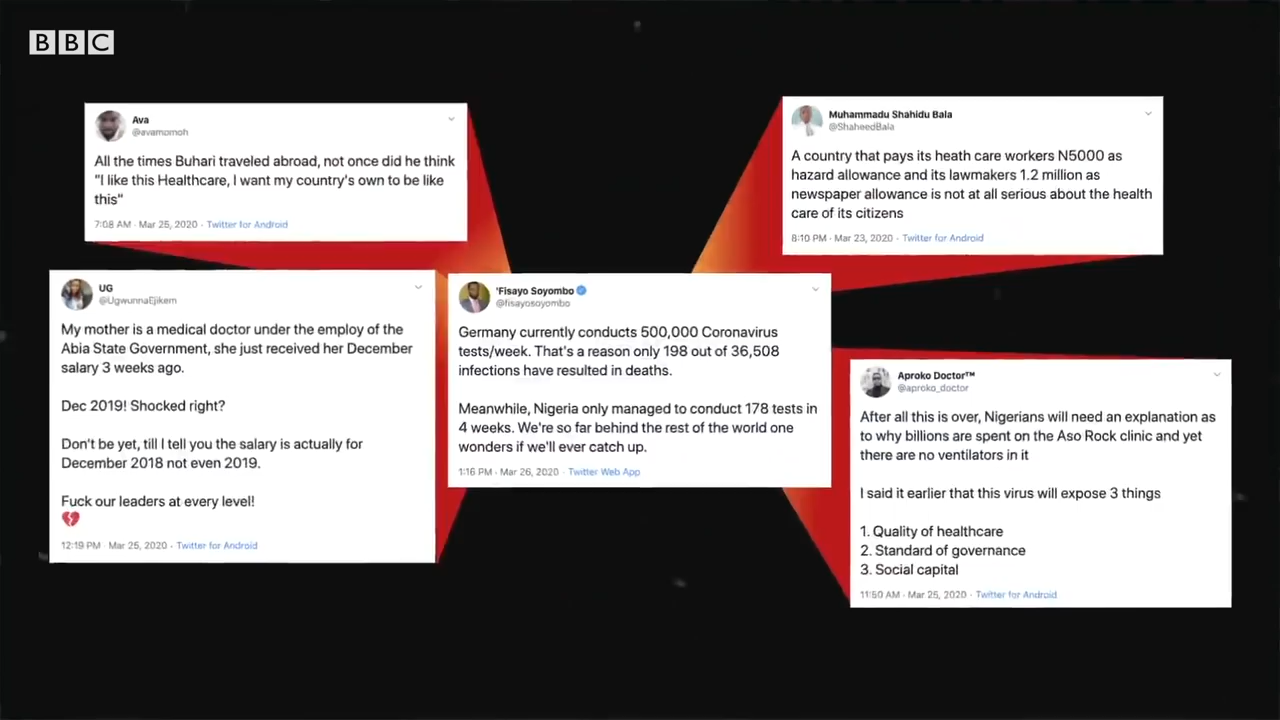 BBC
Ava
@avamomoh
All the times Buhari traveled abroad, not once did he think
"I like this Healthcare, I want my country's own to be like
this"
7:08 AM · Mar 25, 2020 · Twitter for Android
Muhammadu Shahidu Bala
@ShaheedBala
A country that pays its heath care workers N5000 as
hazard allowance and its lawmakers 1.2 million as
newspaper allowance is not at all serious about the health
care of its citizens
8:10 PM · Mar 23, 2020 · Twitter for Android
UG
@UgwunnaEjikem
My mother is a medical doctor under the employ of the
Abia State Government, she just received her December
salary 3 weeks ago.
Dec 2019! Shocked right?
Don't be yet, till I tell you the salary is actually for
December 2018 not even 2019.
Fuck our leaders at every level!
12:19 PM · Mar 25, 2020 · Twitter for Android
'Fisayo Soyombo
@fisayosoyombo
Germany currently conducts 500,000 Coronavirus
tests/week. That's a reason only 198 out of 36,508
infections have resulted in deaths.
Meanwhile, Nigeria only managed to conduct 178 tests in
4 weeks. We're so far behind the rest of the world one
wonders if we'll ever catch up.
1:16 PM · Mar 26, 2020 · Twitter Web App
Aproko Doctor™
@aproko_doctor
After all this is over, Nigerians will need an explanation as
to why billions are spent on the Aso Rock clinic and yet
there are no ventilators in it
I said it earlier that this virus will expose 3 things
1. Quality of healthcare
2. Standard of governance
3. Social capital
11:50 AM · Mar 25, 2020 · Twitter for Android